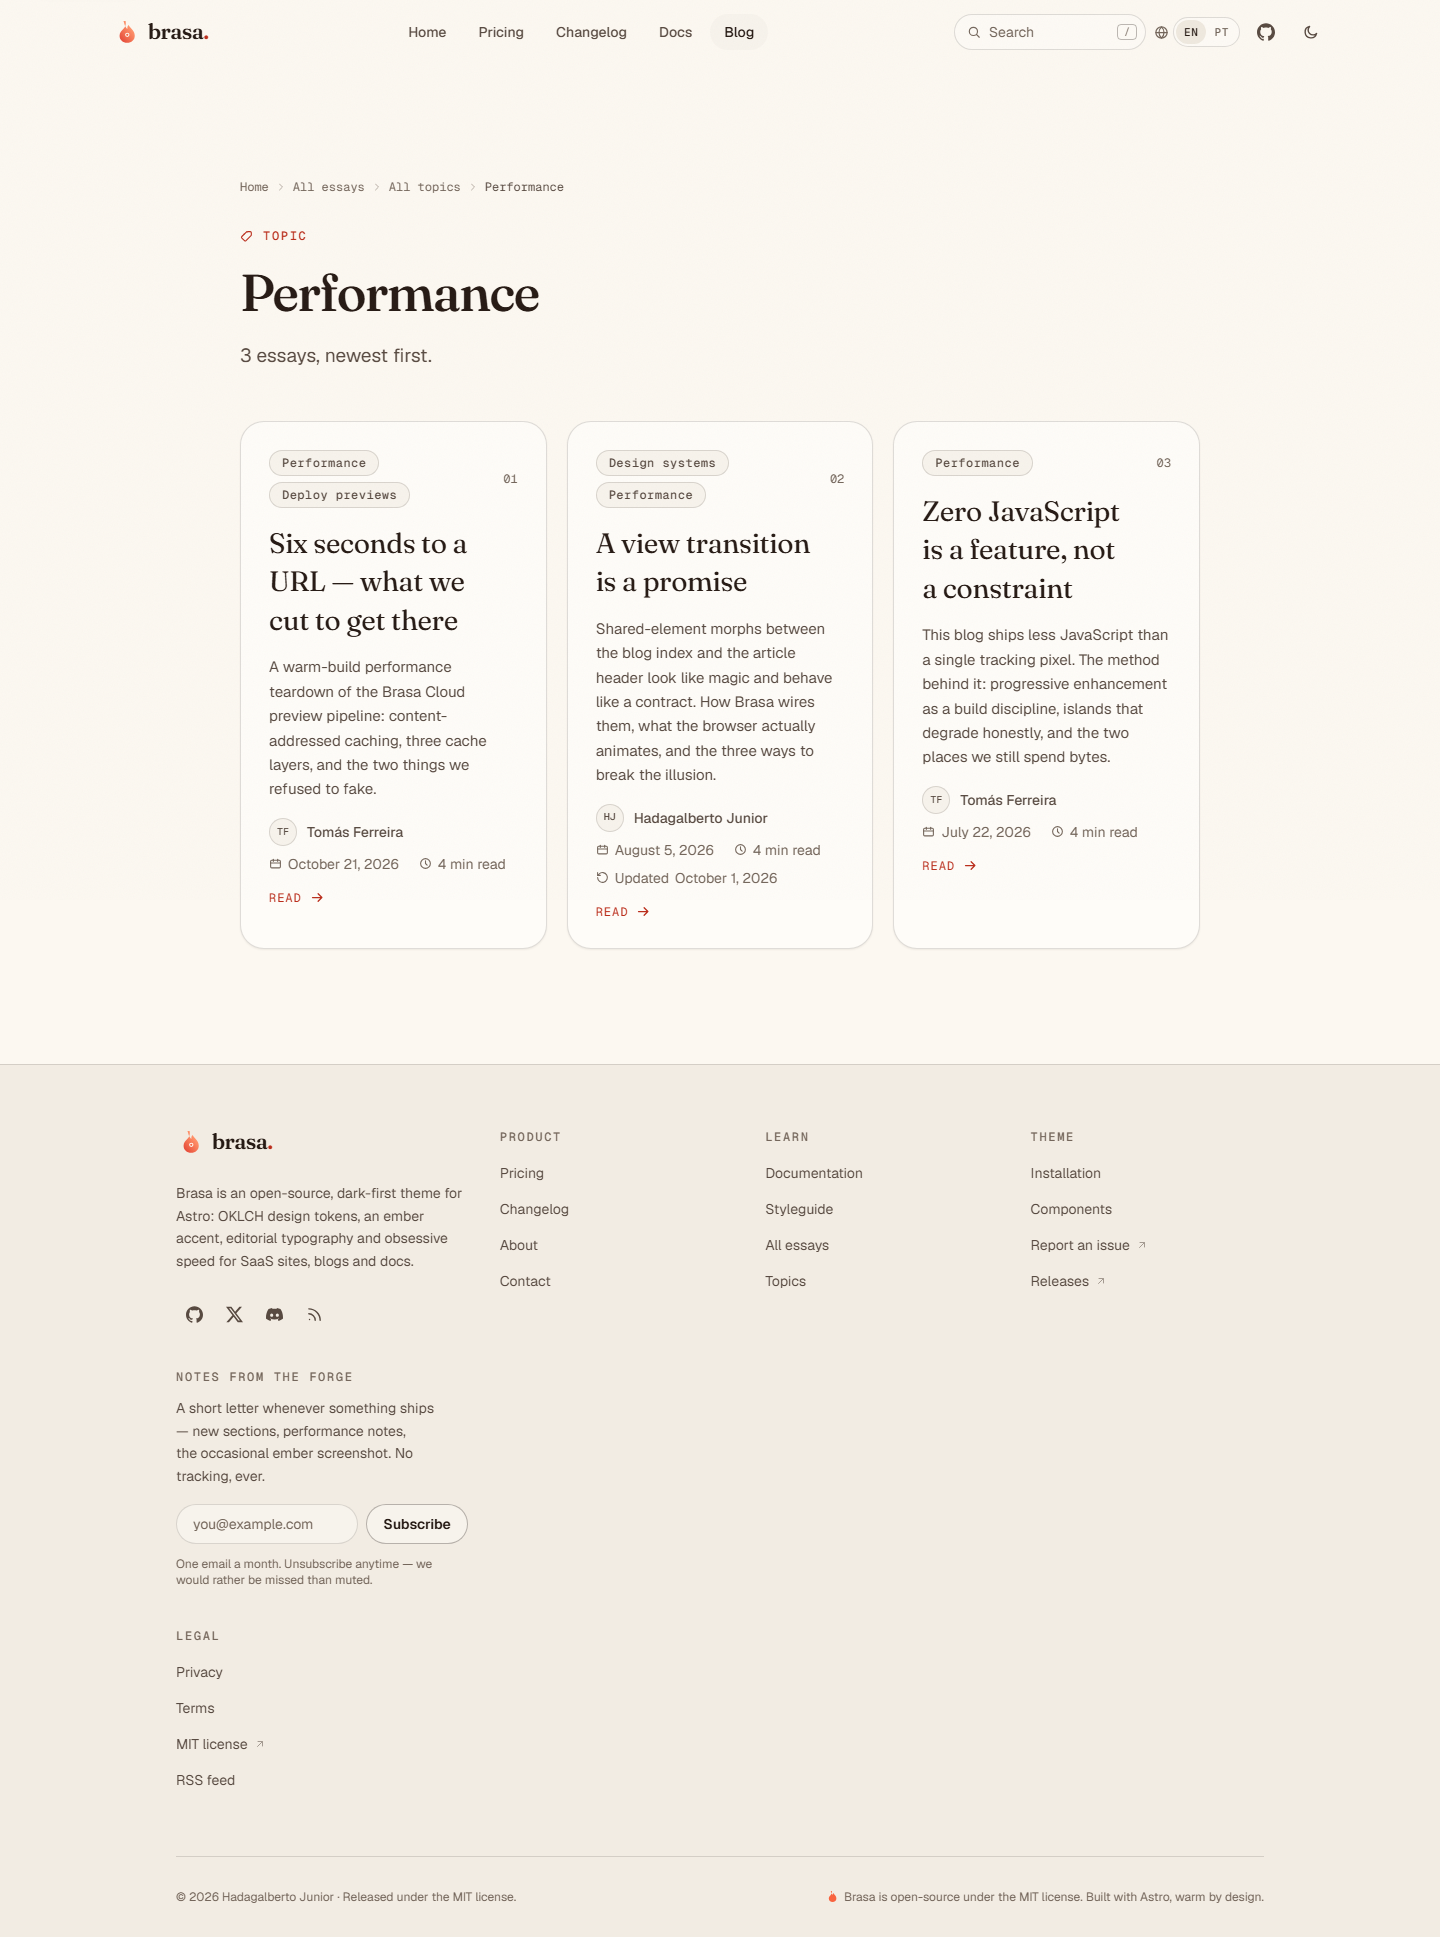 brasa.
Home
Pricing
Changelog
Docs
Blog
Search
/
EN
PT
Home
All essays
All topics
Performance
TOPIC
Performance
3 essays, newest first.
Performance
Deploy previews
01
Six seconds to a
URL — what we
cut to get there
A warm-build performance
teardown of the Brasa Cloud
preview pipeline: content-
addressed caching, three cache
layers, and the two things we
refused to fake.
TF
Tomás Ferreira
October 21, 2026
4 min read
READ
Design systems
Performance
02
A view transition
is a promise
Shared-element morphs between
the blog index and the article
header look like magic and behave
like a contract. How Brasa wires
them, what the browser actually
animates, and the three ways to
break the illusion.
HJ
Hadagalberto Junior
August 5, 2026
4 min read
Updated October 1, 2026
READ
Performance
03
Zero JavaScript
is a feature, not
a constraint
This blog ships less JavaScript than
a single tracking pixel. The method
behind it: progressive enhancement
as a build discipline, islands that
degrade honestly, and the two
places we still spend bytes.
TF
Tomás Ferreira
July 22, 2026
4 min read
READ
brasa.
Brasa is an open-source, dark-first theme for
Astro: OKLCH design tokens, an ember
accent, editorial typography and obsessive
speed for SaaS sites, blogs and docs.
NOTES FROM THE FORGE
A short letter whenever something ships
— new sections, performance notes,
the occasional ember screenshot. No
tracking, ever.
you@example.com
Subscribe
One email a month. Unsubscribe anytime — we
would rather be missed than muted.
PRODUCT
Pricing
Changelog
About
Contact
LEARN
Documentation
Styleguide
All essays
Topics
THEME
Installation
Components
Report an issue
Releases
LEGAL
Privacy
Terms
MIT license
RSS feed
© 2026 Hadagalberto Junior · Released under the MIT license.
Brasa is open-source under the MIT license. Built with Astro, warm by design.